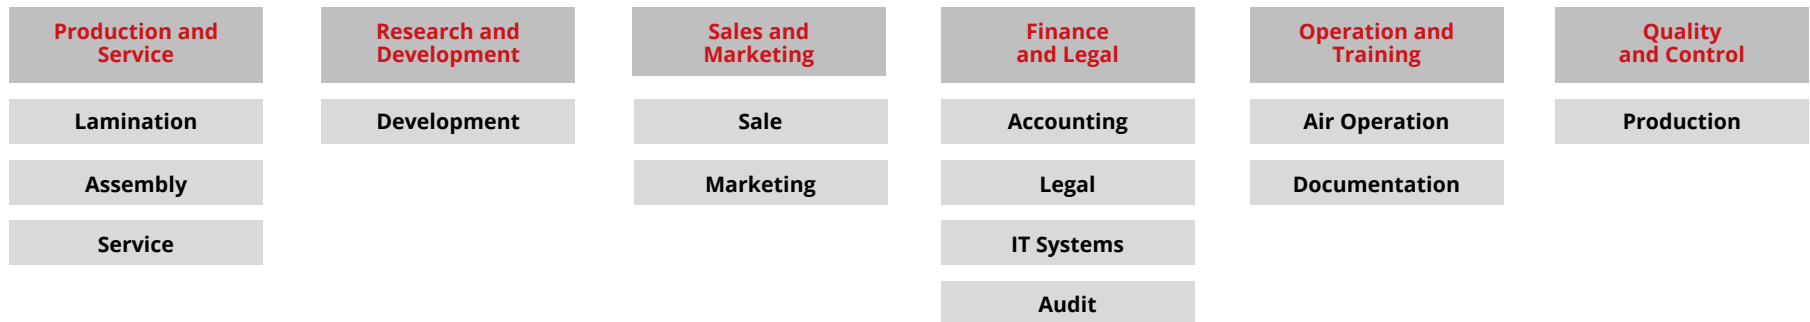 Production and
Service
Research and
Development
Sales and
Marketing
Finance
and Legal
Operation and
Training
Quality
and Control
Lamination
Development
Sale
Accounting
Air Operation
Production
Assembly
Marketing
Legal
Documentation
Service
IT Systems
Audit